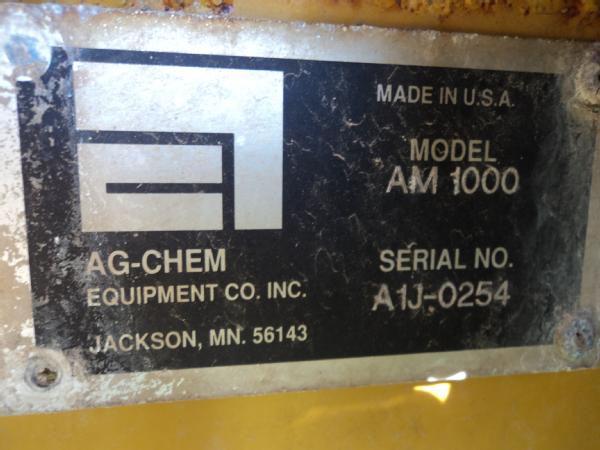 AG-CHEM
EQUIPMENT CO. INC.
JACKSON, MN. 56143
MADE IN U.S.A.
MODEL
AM 1000
SERIAL NO.
A1J-0254